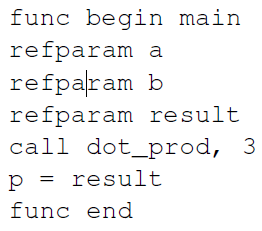 func begin main
refparam a
refparam b
refparam result
call dot_prod, 3
p = result
func end